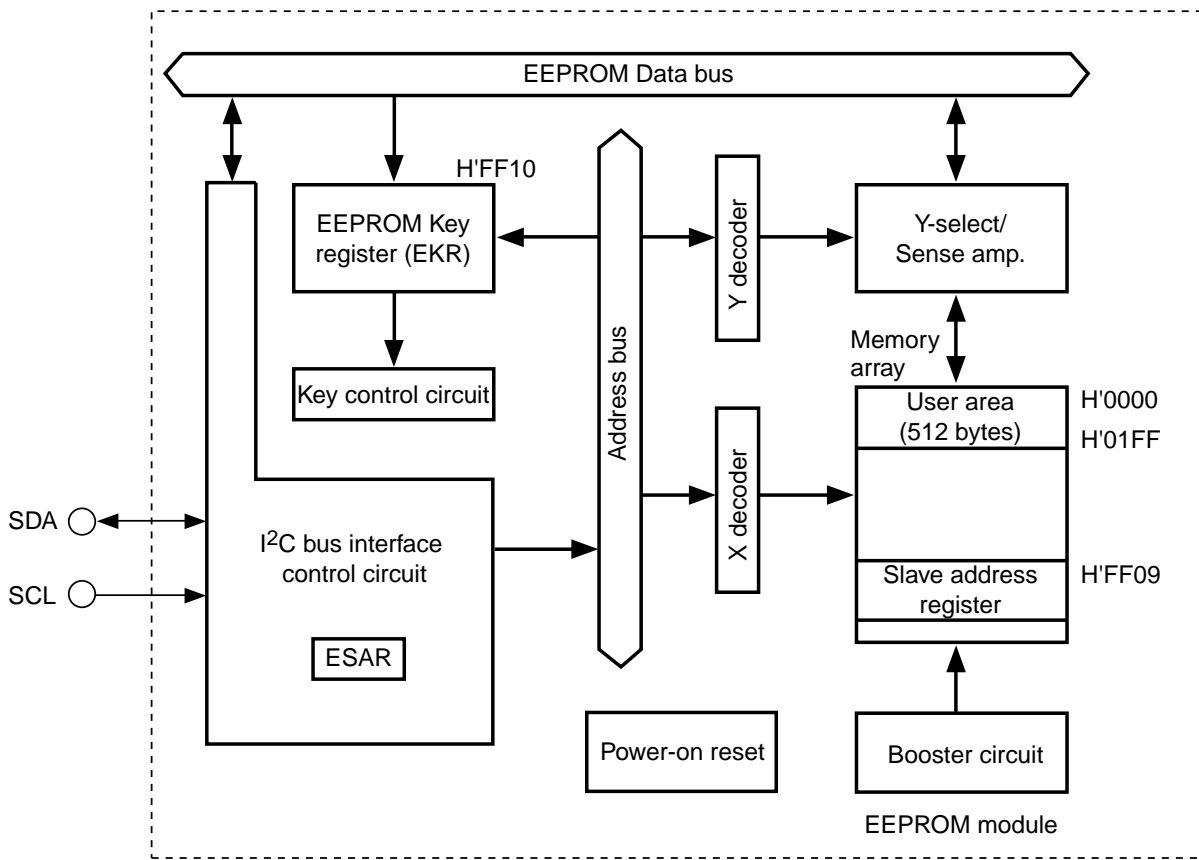 EEPROM Data bus
H'FF10
EEPROM Key
register (EKR)
Y decoder
Y-select/
Sense amp.
Memory
array
Key control circuit
Address bus
User area
(512 bytes)
H'0000
H'01FF
X decoder
SDA
SCL
I2C bus interface
control circuit
Slave address
register
H'FF09
ESAR
Power-on reset
Booster circuit
EEPROM module